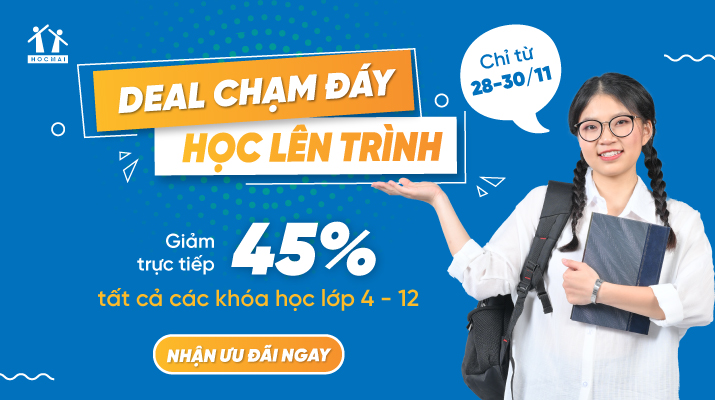 HOCMAI
DEAL CHẠM ĐÁY
HỌC LÊN TRÌNH
Chỉ từ
28-30/11
Giảm
trực tiếp
45%
tất cả các khóa học lớp 4 - 12
NHẬN ƯU ĐÃI NGAY